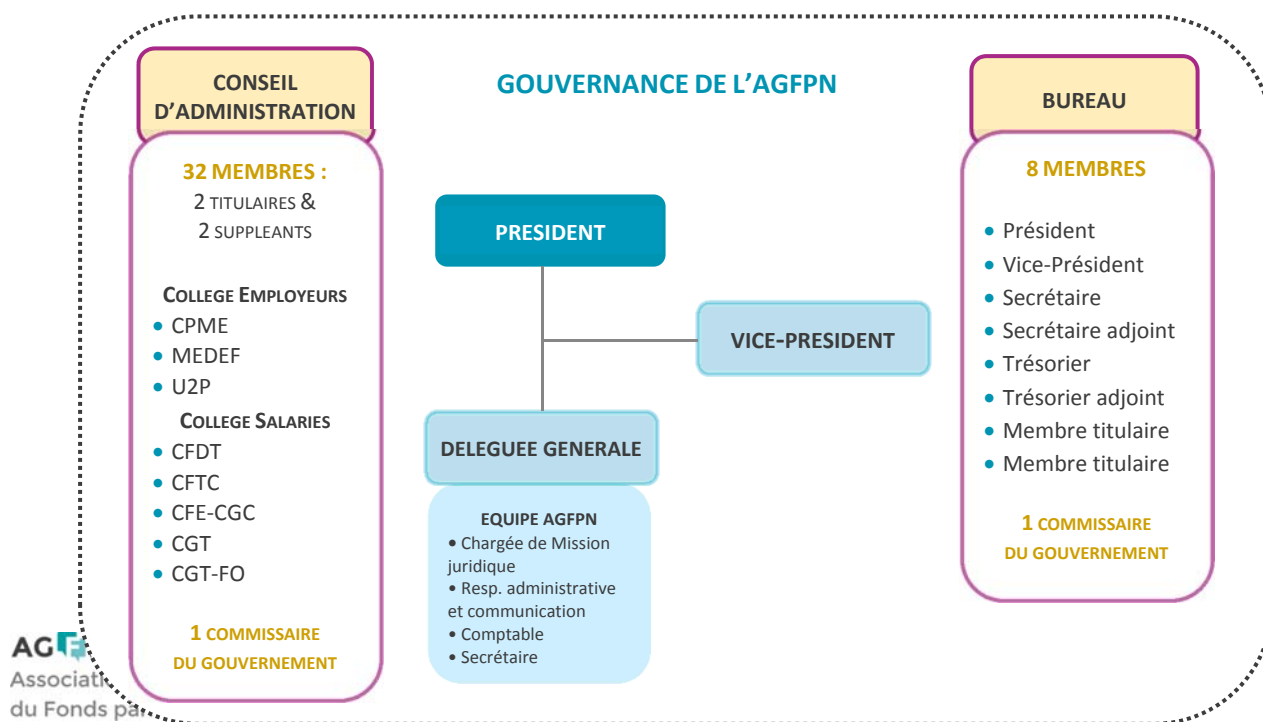 GOUVERNANCE DE L’AGFPN
CONSEIL
D’ADMINISTRATION
32 MEMBRES :
2 TITULAIRES &
2 SUPPLEANTS
COLLEGE EMPLOYEURS
• CPME
• MEDEF
• U2P
COLLEGE SALARIES
• CFDT
• CFTC
• CFE-CGC
• CGT
• CGT-FO
1 COMMISSAIRE
DU GOUVERNEMENT
PRESIDENT
VICE-PRESIDENT
DELEGUEE GENERALE
EQUIPE AGFPN
• Chargée de Mission
juridique
• Resp. administrative
et communication
• Comptable
• Secrétaire
BUREAU
8 MEMBRES
• Président
• Vice-Président
• Secrétaire
• Secrétaire adjoint
• Trésorier
• Trésorier adjoint
• Membre titulaire
• Membre titulaire
1 COMMISSAIRE
DU GOUVERNEMENT
AGF
du Fonds